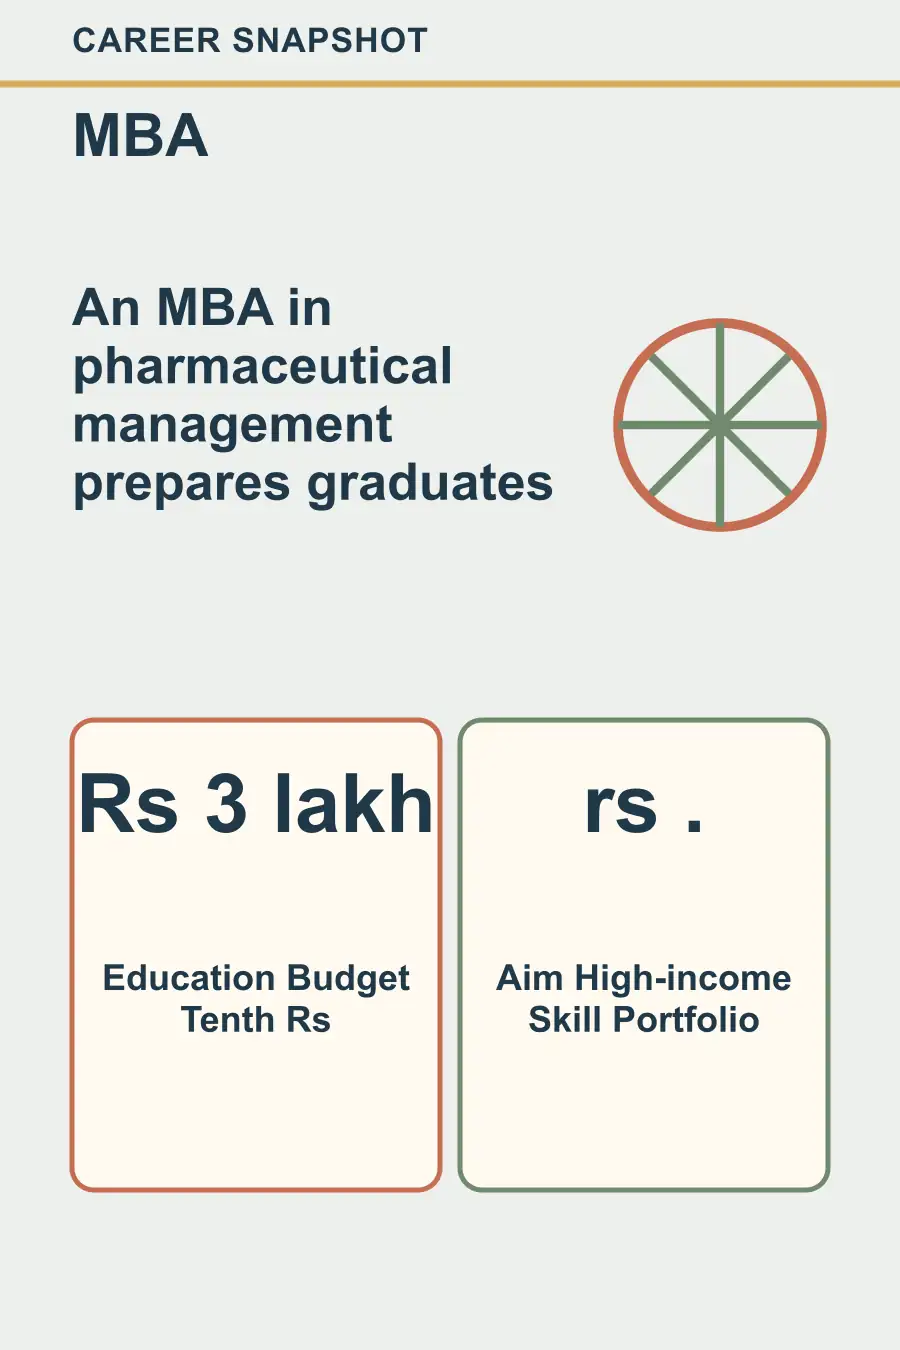 CAREER SNAPSHOT
MBA
An MBA in
pharmaceutical
management
prepares graduates
Rs 3 lakh
Education Budget
Tenth Rs
rs .
Aim High-income
Skill Portfolio